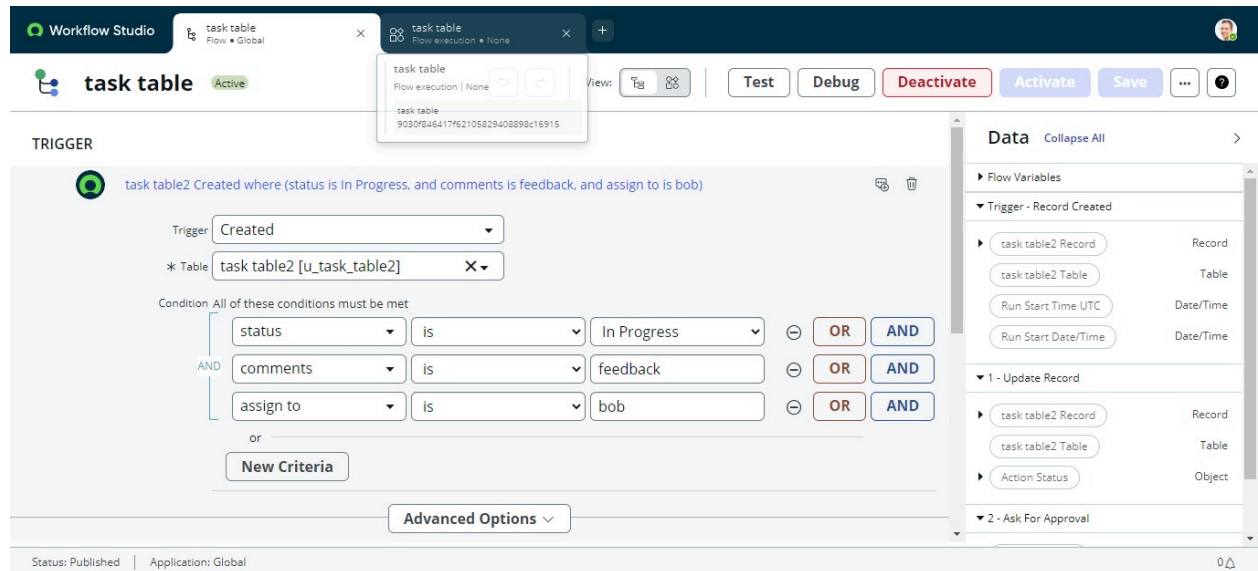 Workflow Studio
task table
Flow • Global
task table
Flow execution • None
task table
Active
task table
Flow execution | None
task table
9030f846417f62105829408898c16915
View:
Test
Debug
Deactivate
Activate
Save
TRIGGER
task table2 Created where (status is In Progress, and comments is feedback, and assign to is bob)
Trigger
Created
* Table
task table2 [u_task_table2]
Condition
All of these conditions must be met
status
is
In Progress
OR
AND
AND
comments
is
feedback
OR
AND
assign to
is
bob
OR
AND
or
New Criteria
Advanced Options
Data
Collapse All
Flow Variables
Trigger - Record Created
task table2 Record
Record
task table2 Table
Table
Run Start Time UTC
Date/Time
Run Start Date/Time
Date/Time
1 - Update Record
task table2 Record
Record
task table2 Table
Table
Action Status
Object
2 - Ask For Approval
Status: Published
Application: Global
0